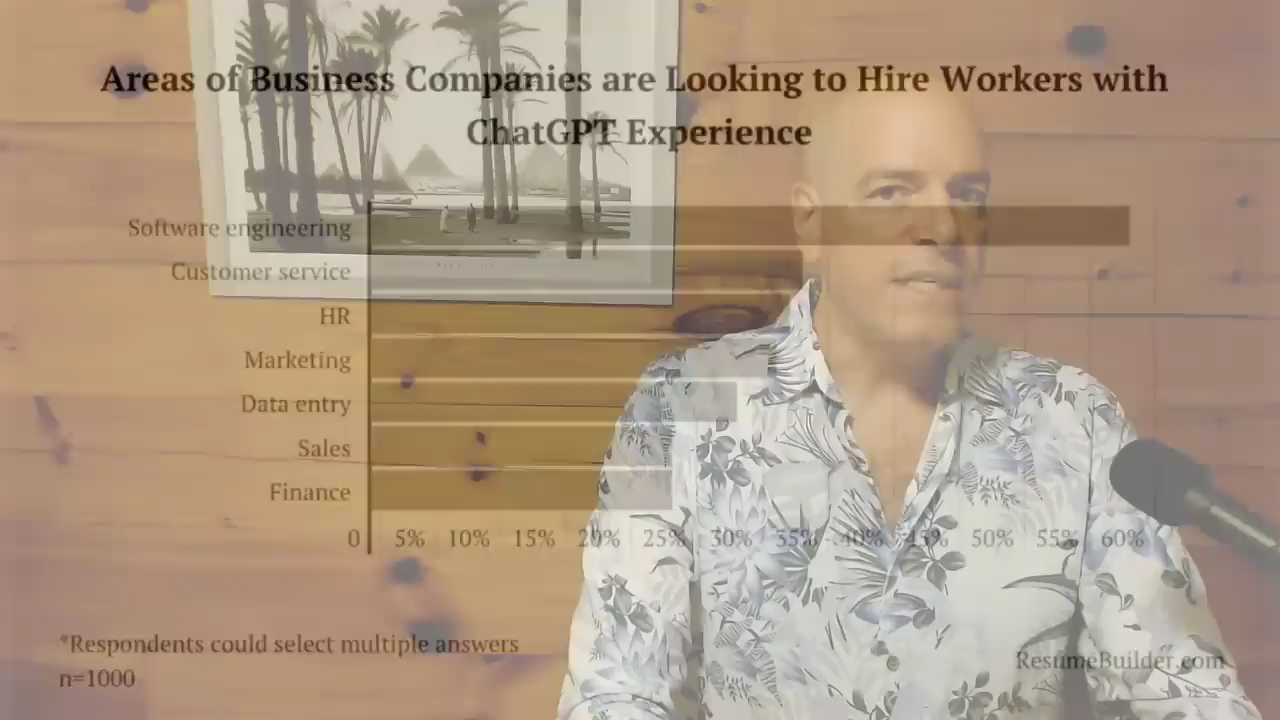 Areas of Business Companies are Looking to Hire Workers with
ChatGPT Experience
Software engineering
Customer service
HR
Marketing
Data entry
Sales
Finance
0 5% 10% 15% 20% 25% 30% 35% 40% 45% 50% 55% 60%
*Respondents could select multiple answers
n=1000
ResumeBuilder.com